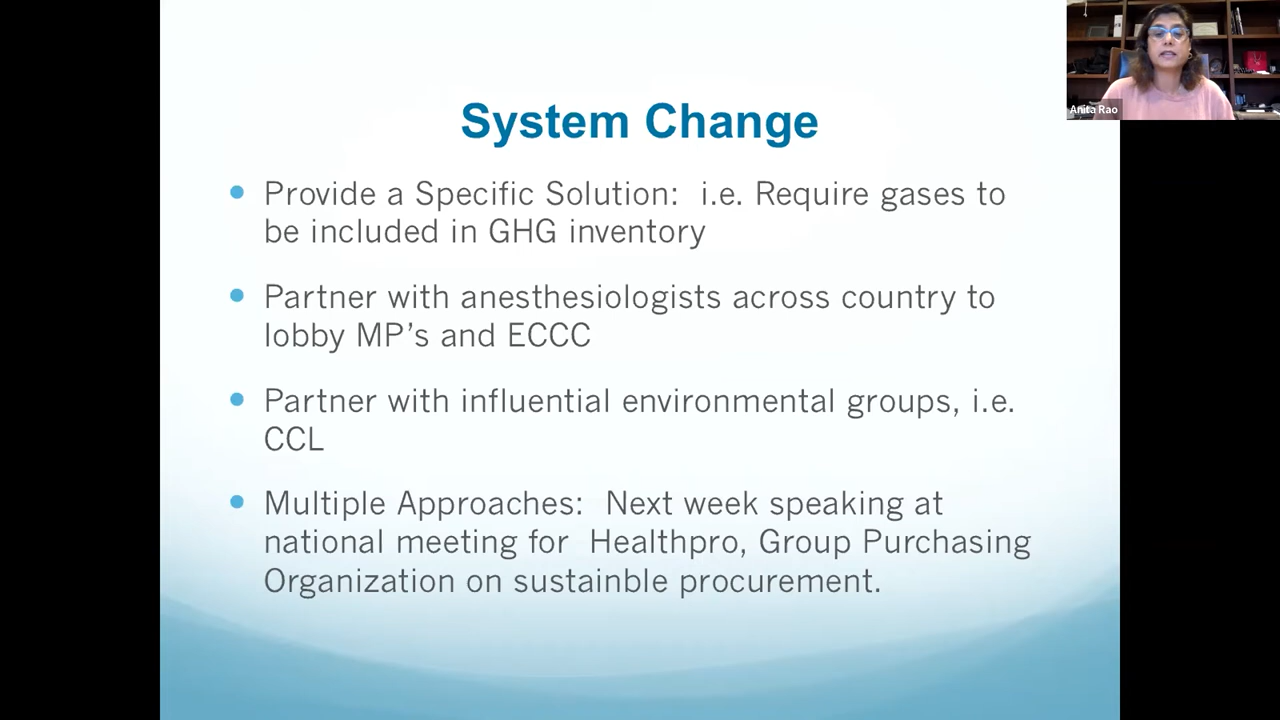 System Change
• Provide a Specific Solution:  i.e. Require gases to
be included in GHG inventory
• Partner with anesthesiologists across country to
lobby MP’s and ECCC
• Partner with influential environmental groups, i.e.
CCL
• Multiple Approaches:  Next week speaking at
national meeting for  Healthpro, Group Purchasing
Organization on sustainble procurement.
Anita Rao